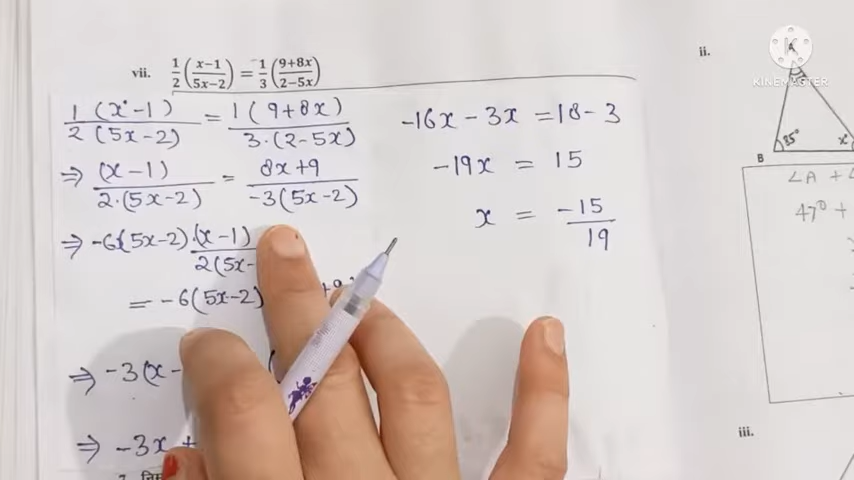 vii. 1/2 (x-1 / 5x-2) = 1/3 (9+8x / 2-5x)
1 (x-1) / 2 (5x-2) = 1 (9+8x) / 3.(2-5x)
⇒ (x-1) / 2.(5x-2) = 8x+9 / -3(5x-2)
⇒ -6(5x-2).(x-1) / 2(5x-
= -6(5x-2)
⇒ -3(x-
⇒ -3x +
-16x - 3x = 18 - 3
-19x = 15
x = -15 / 19
ii.
A
KINEMASTER
85°
x°
B
∠A + ∠
47° +
iii.